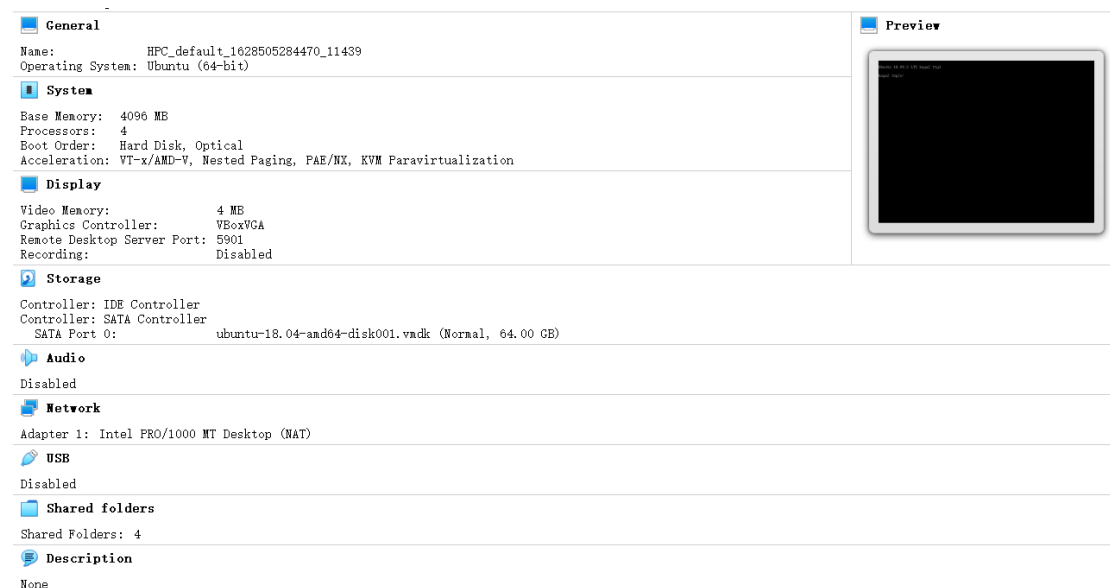 General
Name: HPC_default_1628505284470_11439
Operating System: Ubuntu (64-bit)
System
Base Memory: 4096 MB
Processors: 4
Boot Order: Hard Disk, Optical
Acceleration: VT-x/AMD-V, Nested Paging, PAE/NX, KVM Paravirtualization
Display
Video Memory: 4 MB
Graphics Controller: VBoxVGA
Remote Desktop Server Port: 5901
Recording: Disabled
Preview
Storage
Controller: IDE Controller
Controller: SATA Controller
SATA Port 0: ubuntu-18.04-amd64-disk001.vmdk (Normal, 64.00 GB)
Audio
Disabled
Network
Adapter 1: Intel PRO/1000 MT Desktop (NAT)
USB
Disabled
Shared folders
Shared Folders: 4
Description
None